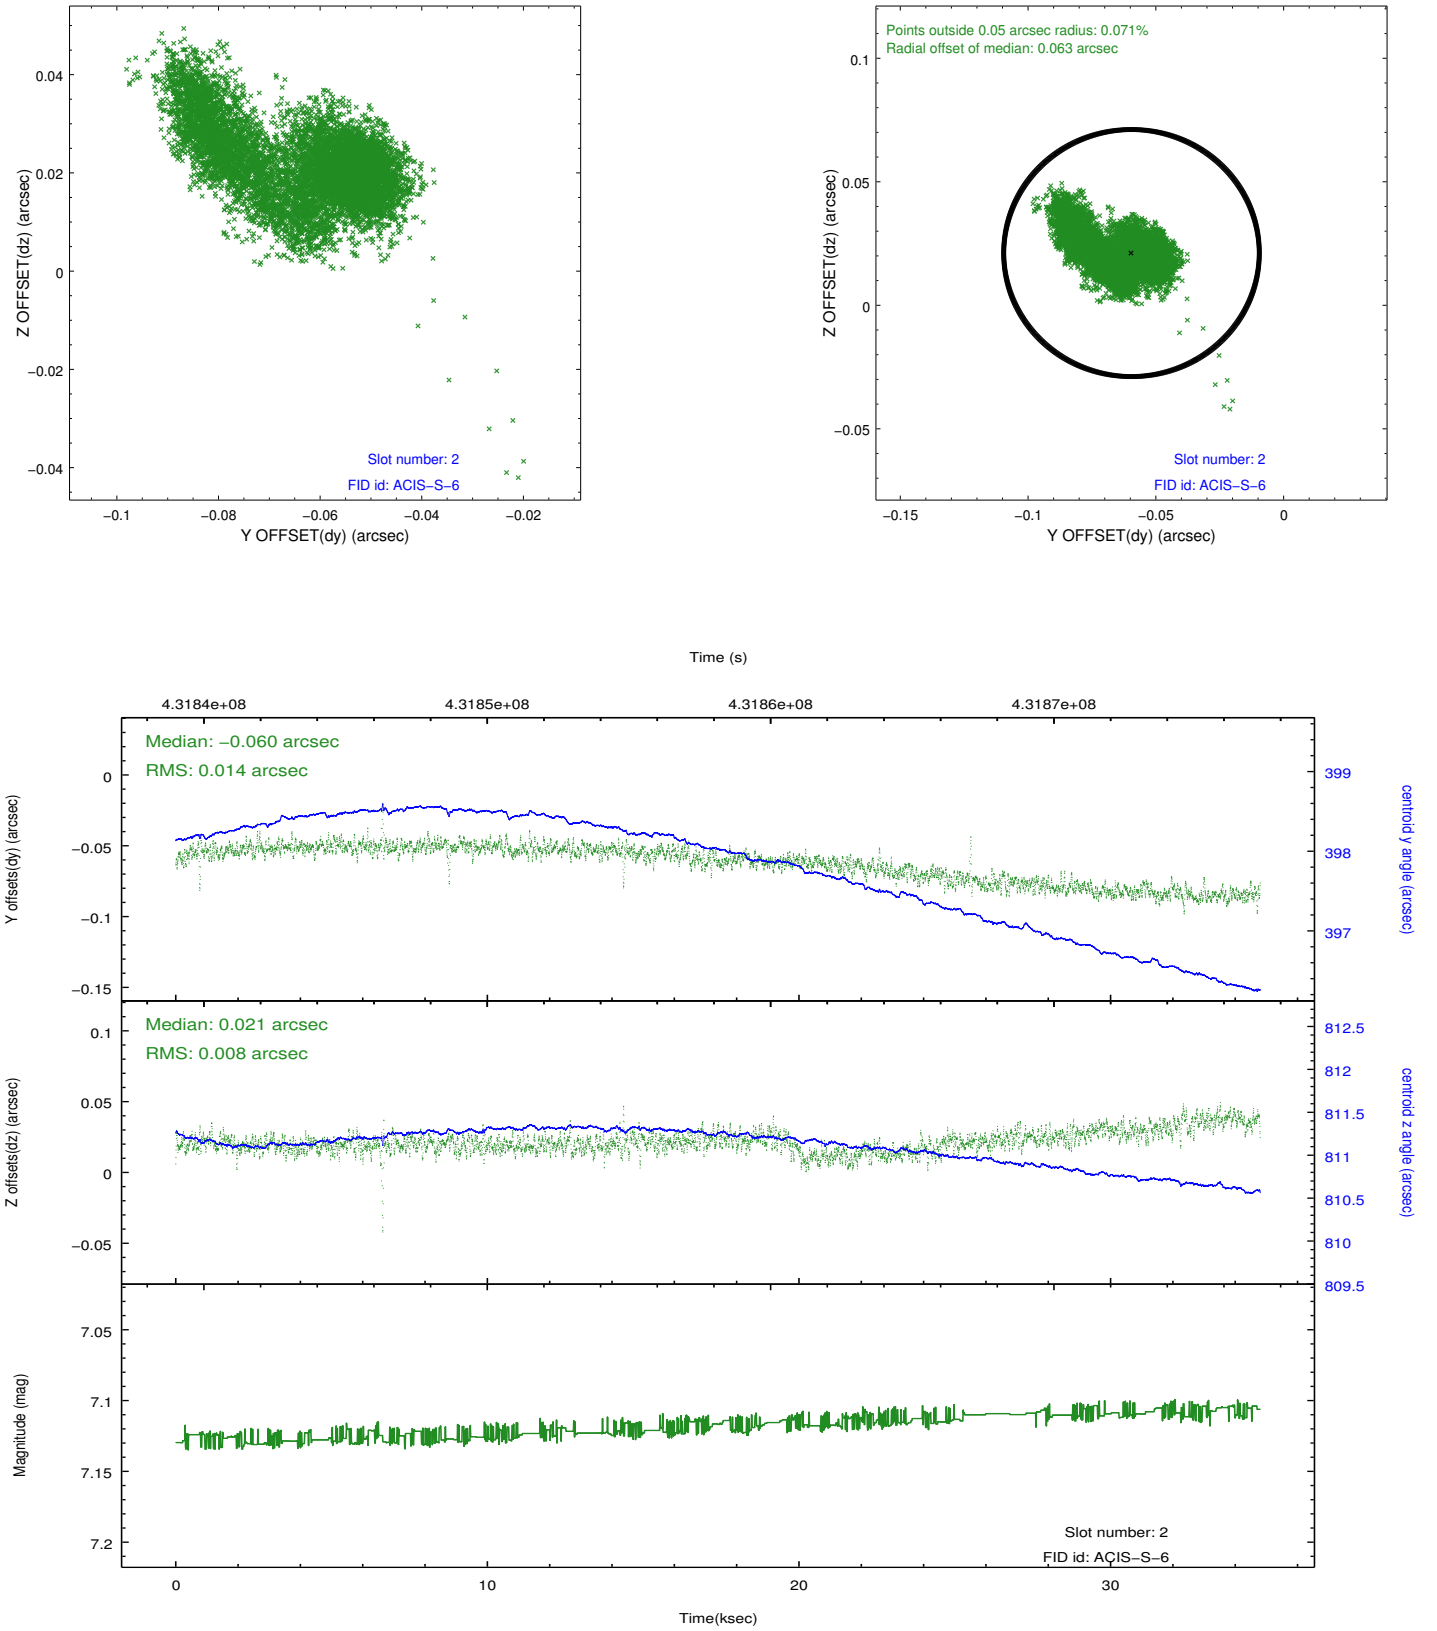 0.04
0.02
0
−0.02
−0.04
Z OFFSET(dz) (arcsec)
Slot number: 2
FID id: ACIS−S−6
−0.1
−0.08
−0.06
−0.04
−0.02
Y OFFSET(dy) (arcsec)
Points outside 0.05 arcsec radius: 0.071%
Radial offset of median: 0.063 arcsec
0.1
0.05
0
−0.05
Z OFFSET(dz) (arcsec)
Slot number: 2
FID id: ACIS−S−6
−0.15
−0.1
−0.05
0
Y OFFSET(dy) (arcsec)
Time (s)
4.3184e+08
4.3185e+08
4.3186e+08
4.3187e+08
Median: −0.060 arcsec
RMS: 0.014 arcsec
0
−0.05
−0.1
−0.15
Y offsets(dy) (arcsec)
399
398
397
centroid y angle (arcsec)
Median: 0.021 arcsec
RMS: 0.008 arcsec
0.1
0.05
0
−0.05
Z offsets(dz) (arcsec)
812.5
812
811.5
811
810.5
810
809.5
centroid z angle (arcsec)
7.05
7.1
7.15
7.2
Magnitude (mag)
Slot number: 2
FID id: ACIS−S−6
0
10
20
30
Time(ksec)